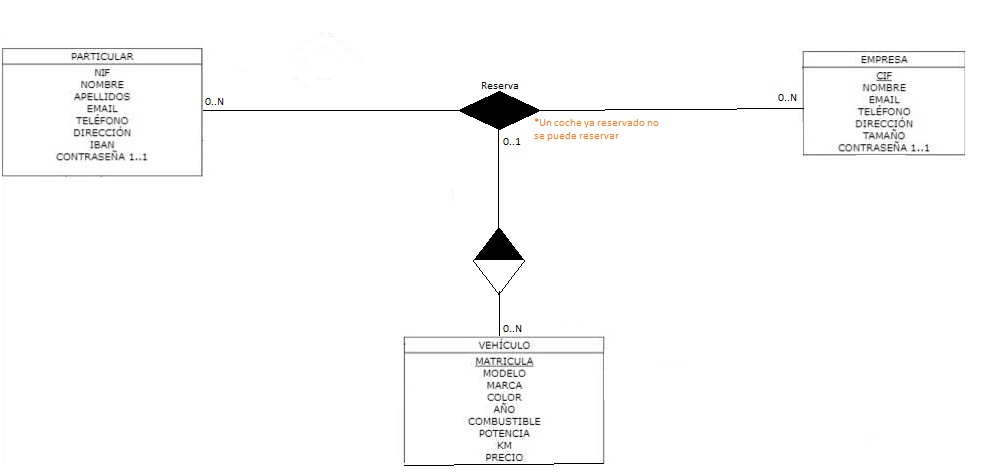 PARTICULAR
NIF
NOMBRE
APELLIDOS
EMAIL
TELÉFONO
DIRECCIÓN
IBAN
CONTRASEÑA 1..1
0..N
Reserva
*Un coche ya reservado no
se puede reservar
0..1
0..N
EMPRESA
CIF
NOMBRE
EMAIL
TELÉFONO
DIRECCIÓN
TAMAÑO
CONTRASEÑA 1..1
0..N
VEHÍCULO
MATRICULA
MODELO
MARCA
COLOR
AÑO
COMBUSTIBLE
POTENCIA
KM
PRECIO